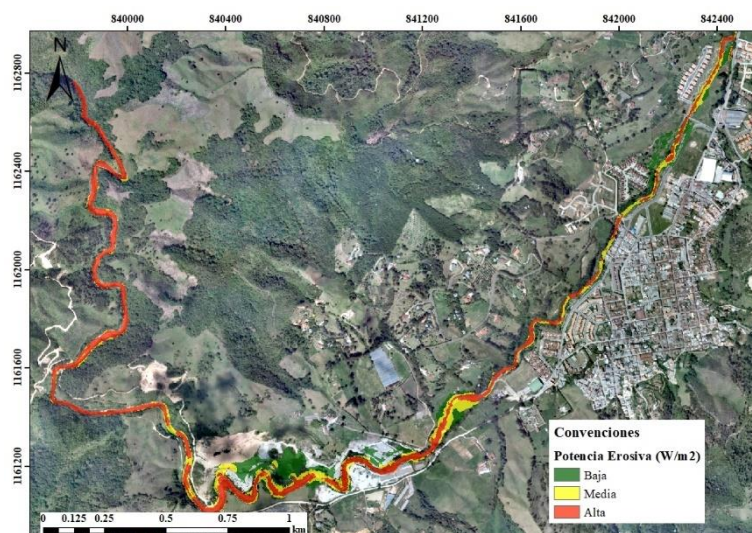 840000 840400 840800 841200 841600 842000 842400
N
1162800
1162400
1162000
1161600
1161200
Convenciones
Potencia Erosiva (W/m2)
Baja
Media
Alta
0 0.125 0.25 0.5 0.75 1
km